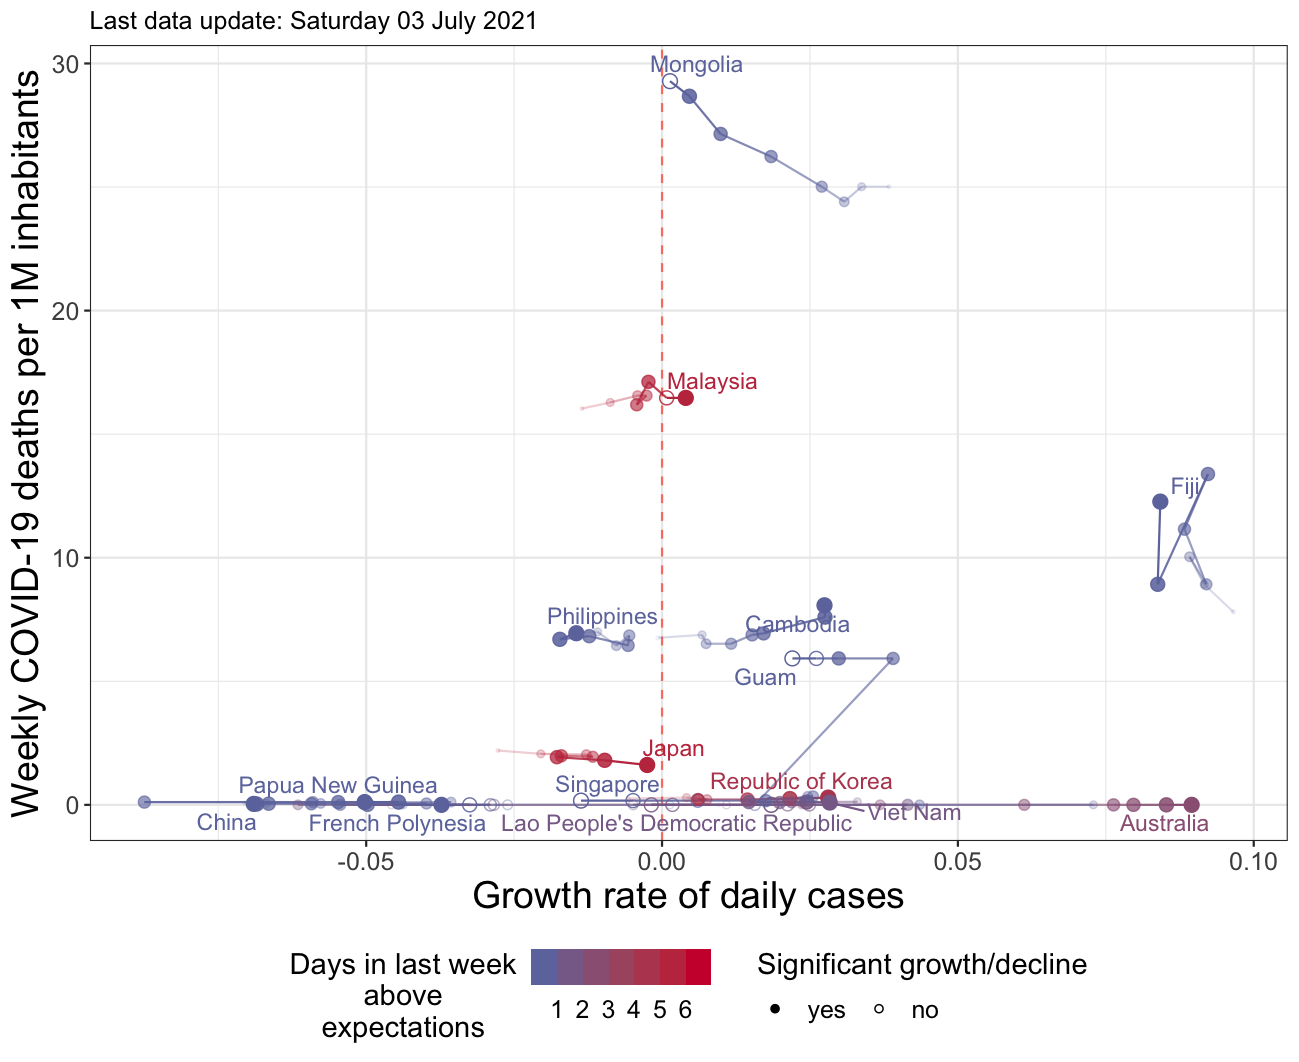 Last data update: Saturday 03 July 2021
Weekly COVID-19 deaths per 1M inhabitants
30
20
10
0
Mongolia
Malaysia
Fiji
Philippines
Cambodia
Guam
Japan
Papua New Guinea
Singapore
Republic of Korea
China
French Polynesia
Lao People's Democratic Republic
Viet Nam
Australia
-0.05
0.00
0.05
0.10
Growth rate of daily cases
Days in last week
above
expectations
1 2 3 4 5 6
Significant growth/decline
yes no